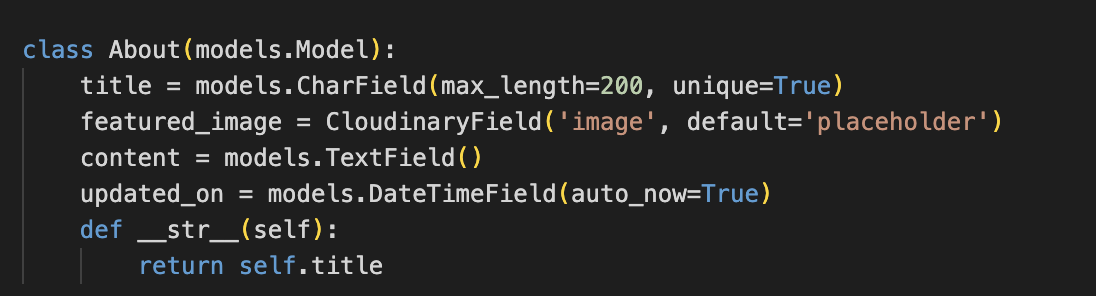 class About(models.Model):
    title = models.CharField(max_length=200, unique=True)
    featured_image = CloudinaryField('image', default='placeholder')
    content = models.TextField()
    updated_on = models.DateTimeField(auto_now=True)
    def __str__(self):
        return self.title